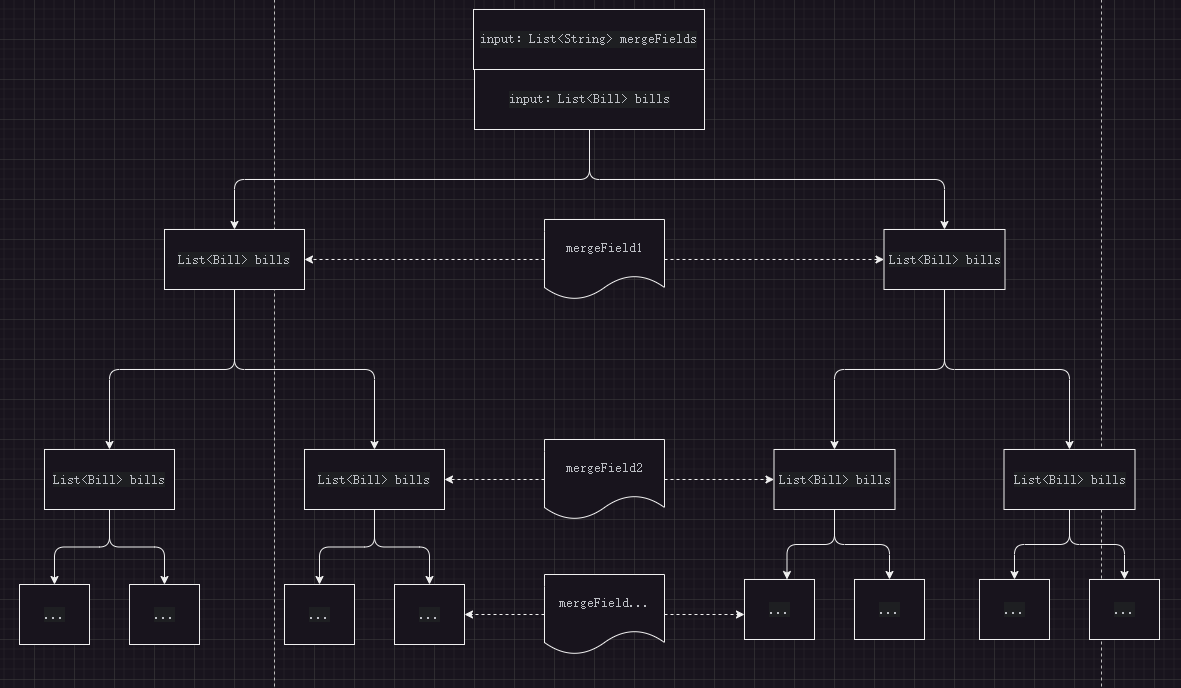 input: List<String> mergeFields
input: List<Bill> bills
List<Bill> bills
mergeField1
List<Bill> bills
List<Bill> bills
List<Bill> bills
mergeField2
List<Bill> bills
List<Bill> bills
...
...
...
...
mergeField...
...
...
...
...